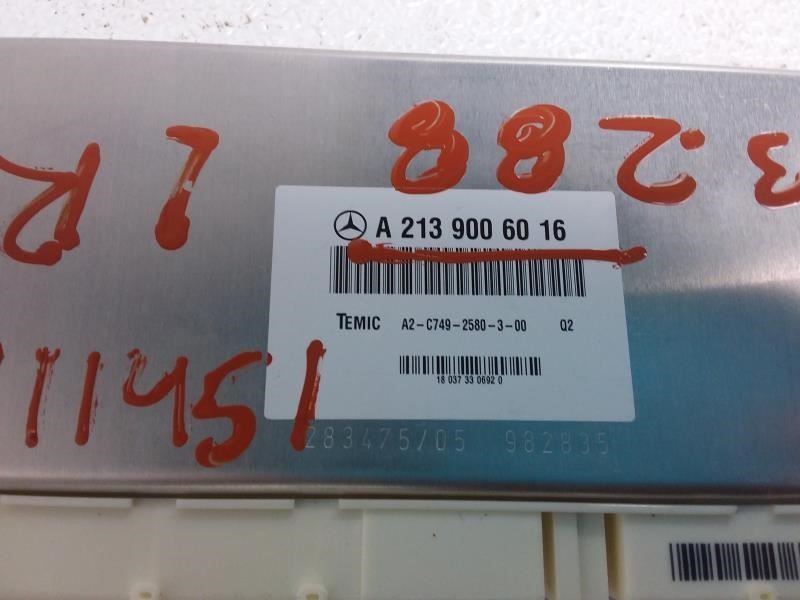 8823
1R
A 213 900 60 16
TEMIC A2-C749-2580-3-00 Q2
18 037 33 0692 0
11451
283475/05 982835